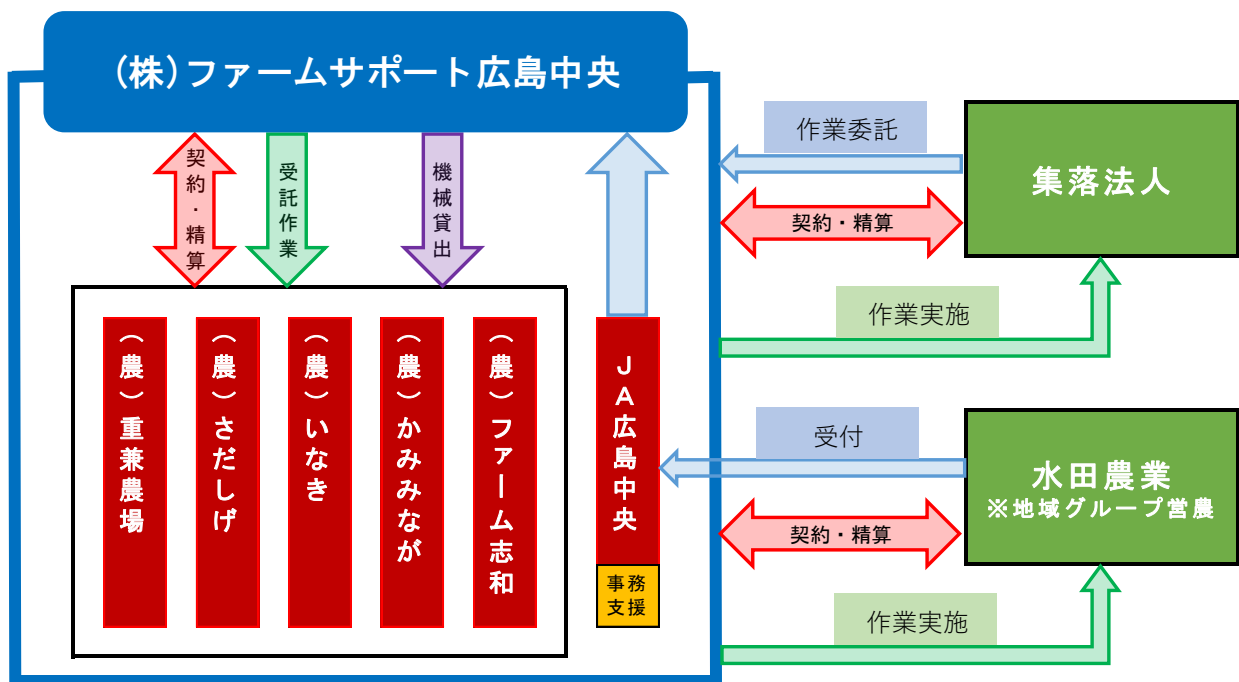 (株)ファームサポート広島中央
契約・精算
受託作業
機械貸出
(農)重兼農場
(農)さだしげ
(農)いなき
(農)かみみなが
(農)ファーム志和
JA広島中央
事務
支援
作業委託
契約・精算
作業実施
集落法人
受付
契約・精算
作業実施
水田農業
※地域グループ営農